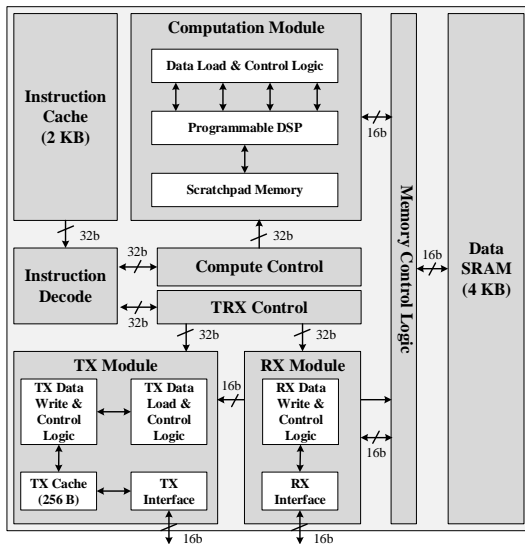 Computation Module
Data Load & Control Logic
Programmable DSP
Scratchpad Memory
Instruction
Cache
(2 KB)
16b
32b
32b
Instruction
Decode
32b
32b
Compute Control
TRX Control
32b
32b
Memory Control Logic
16b
Data
SRAM
(4 KB)
TX Module
TX Data
Write &
Control
Logic
TX Data
Load &
Control
Logic
TX Cache
(256 B)
TX
Interface
16b
16b
RX Module
RX Data
Write &
Control
Logic
RX
Interface
16b
16b